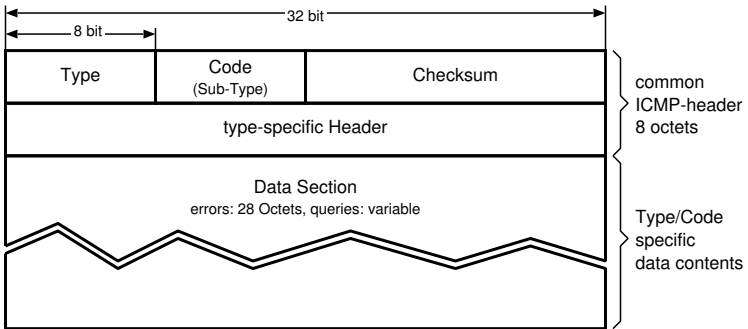 32 bit
8 bit
Type
Code
(Sub-Type)
Checksum
common
ICMP-header
8 octets
type-specific Header
Data Section
errors: 28 Octets, queries: variable
Type/Code
specific
data contents